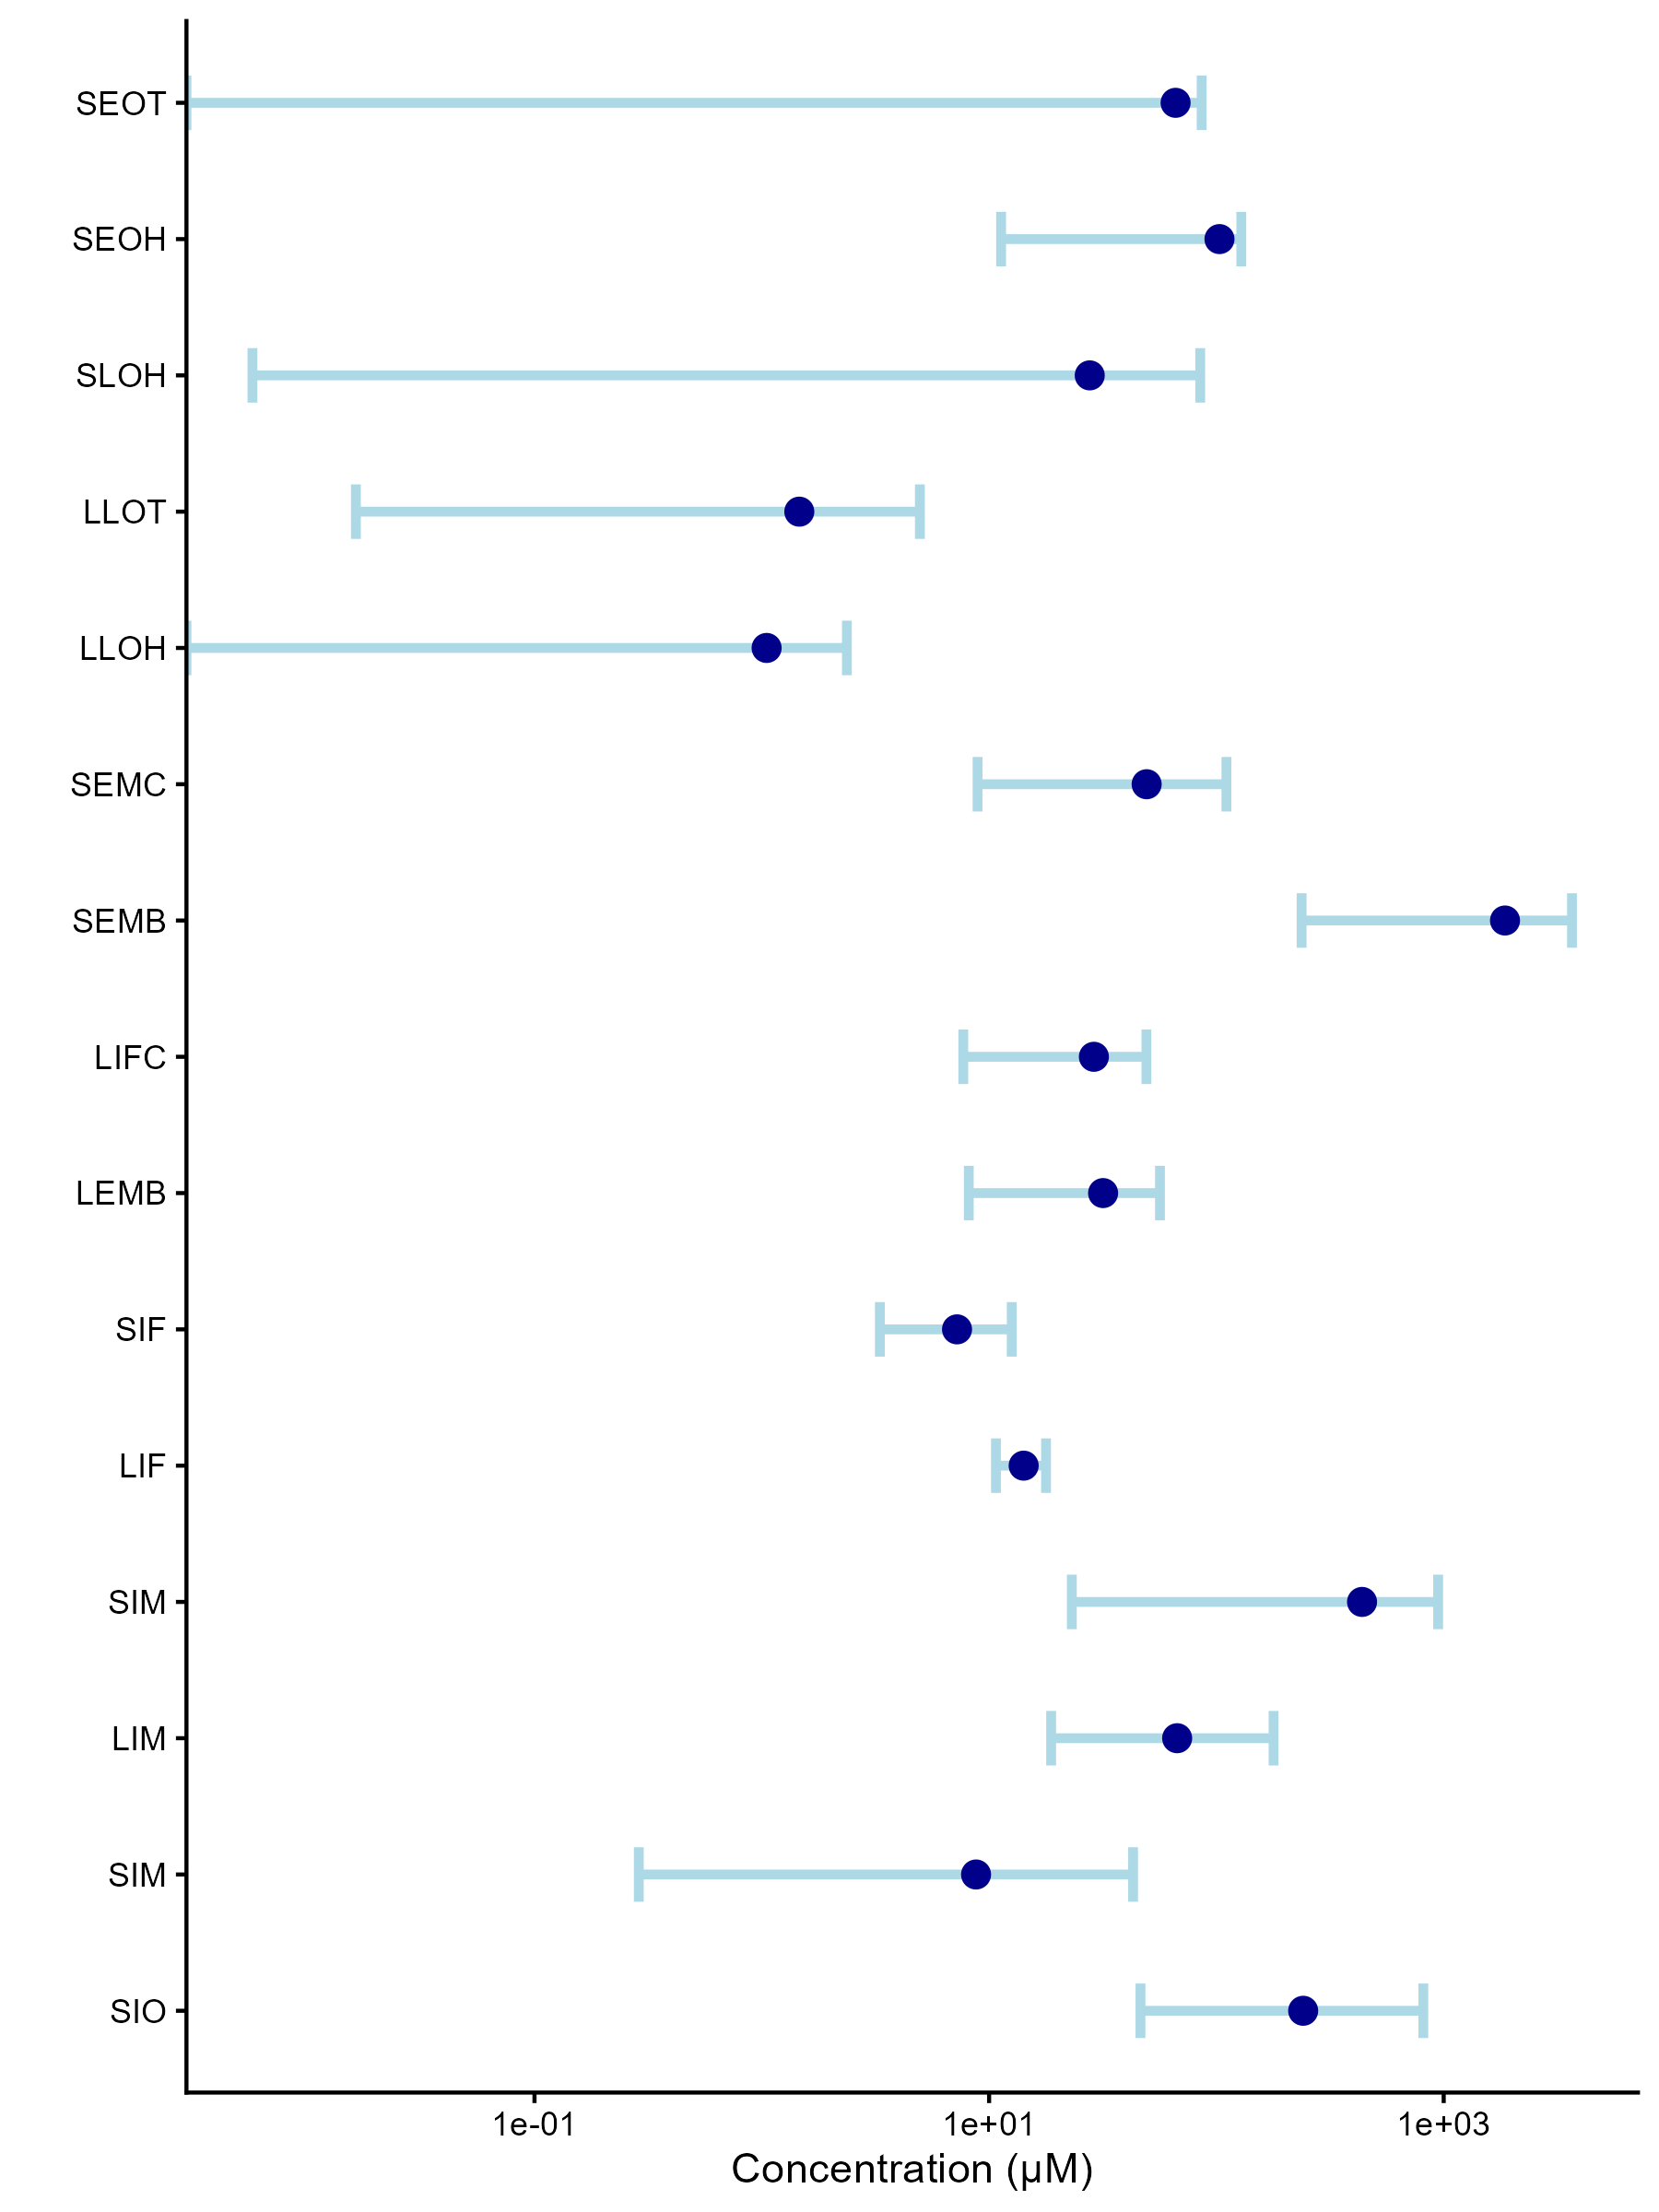 SEOT
SEOH
SLOH
LLOT
LLOH
SEMC
SEMB
LIFC
LEMB
SIF
LIF
SIM
LIM
SIM
SIO
1e-01 1e+01 1e+03
Concentration (µM)